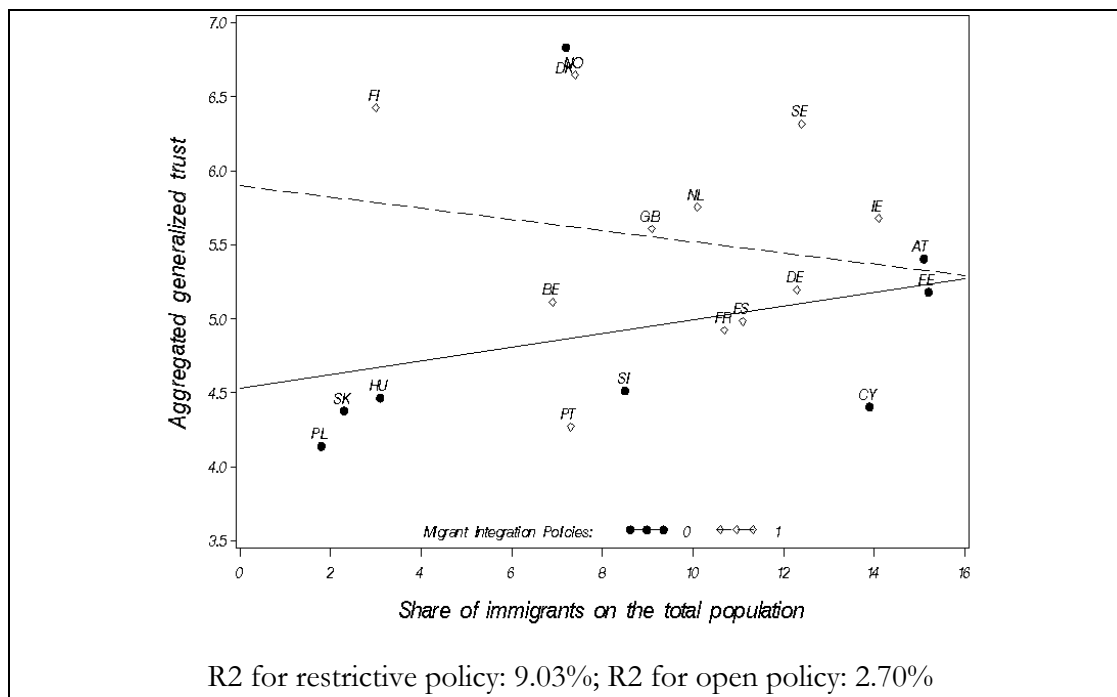 7.0
6.5
6.0
5.5
5.0
4.5
4.0
3.5
Aggregated generalized trust
NO
FI
SE
NL
GB
IE
AT
BE
DE
ES
FR
HU
SK
SI
CY
PT
PL
Migrant Integration Policies: 0 1
0 2 4 6 8 10 12 14 16
Share of immigrants on the total population
R2 for restrictive policy: 9.03%; R2 for open policy: 2.70%